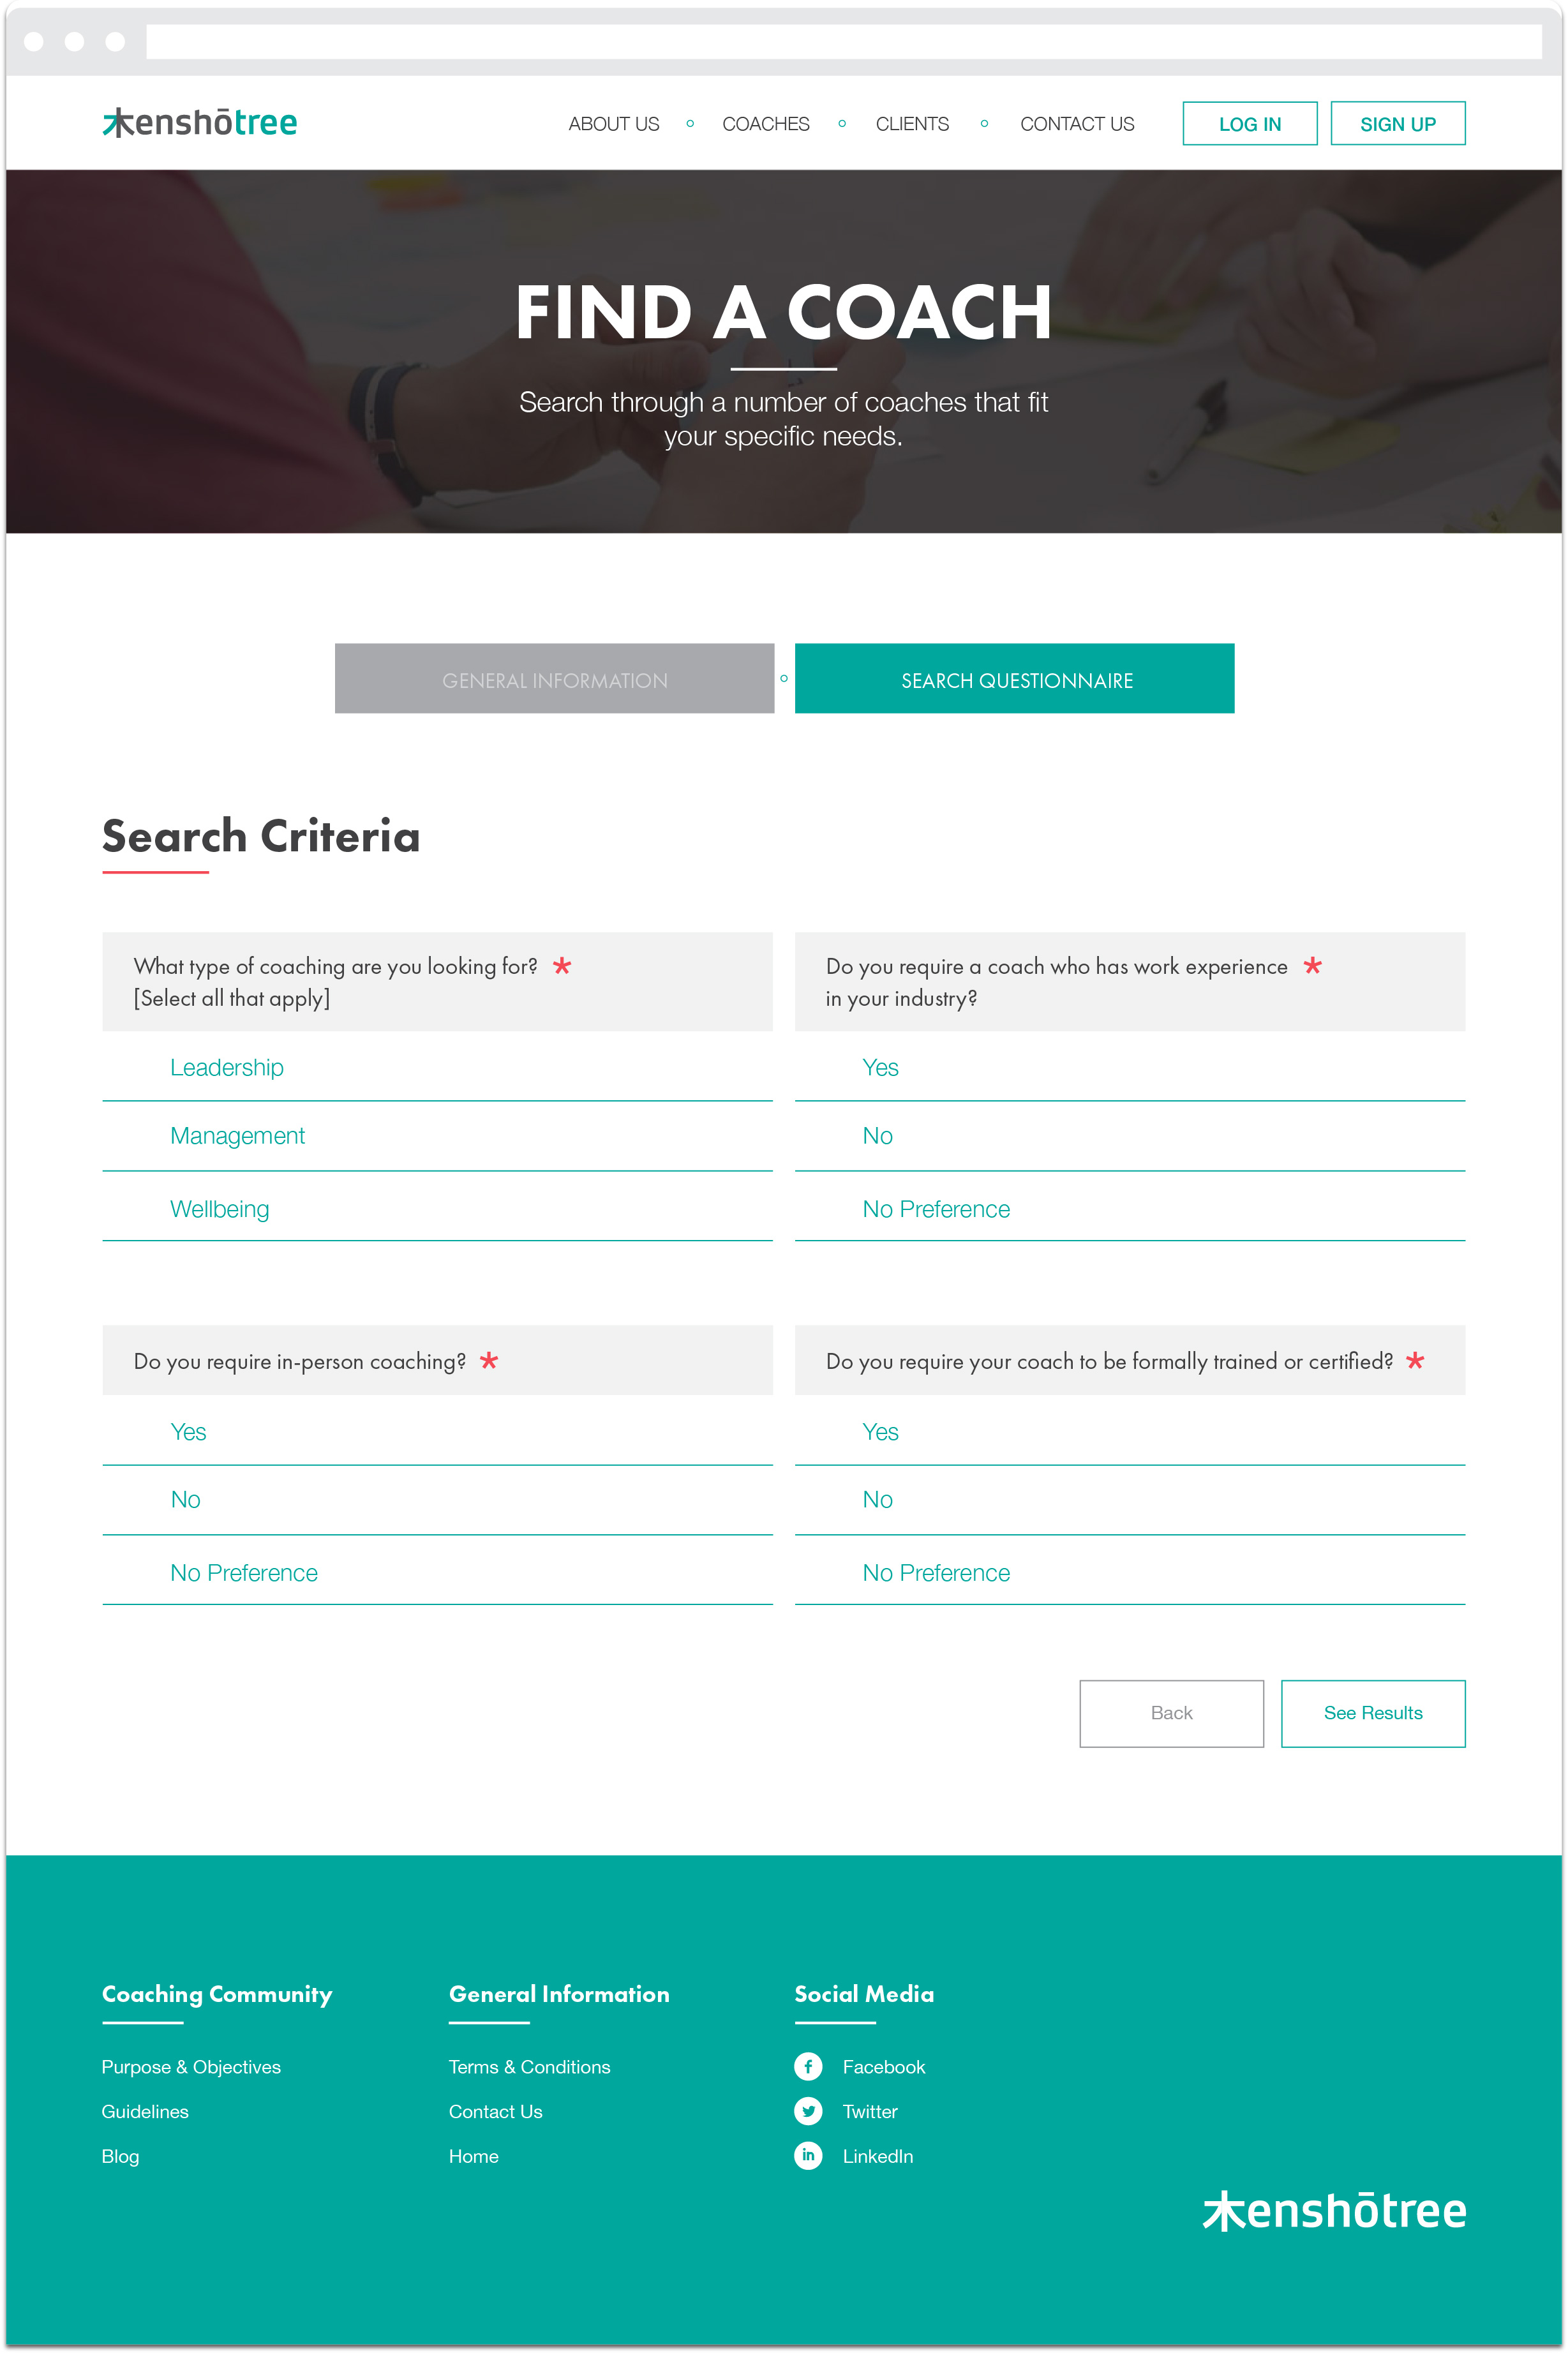 木enshōtree
ABOUT US
COACHES
CLIENTS
CONTACT US
LOG IN
SIGN UP
FIND A COACH
Search through a number of coaches that fit
your specific needs.
GENERAL INFORMATION
SEARCH QUESTIONNAIRE
Search Criteria
What type of coaching are you looking for? *
[Select all that apply]
Leadership
Management
Wellbeing
Do you require a coach who has work experience *
in your industry?
Yes
No
No Preference
Do you require in-person coaching? *
Yes
No
No Preference
Do you require your coach to be formally trained or certified? *
Yes
No
No Preference
Back
See Results
Coaching Community
Purpose & Objectives
Guidelines
Blog
General Information
Terms & Conditions
Contact Us
Home
Social Media
Facebook
Twitter
LinkedIn
木enshōtree